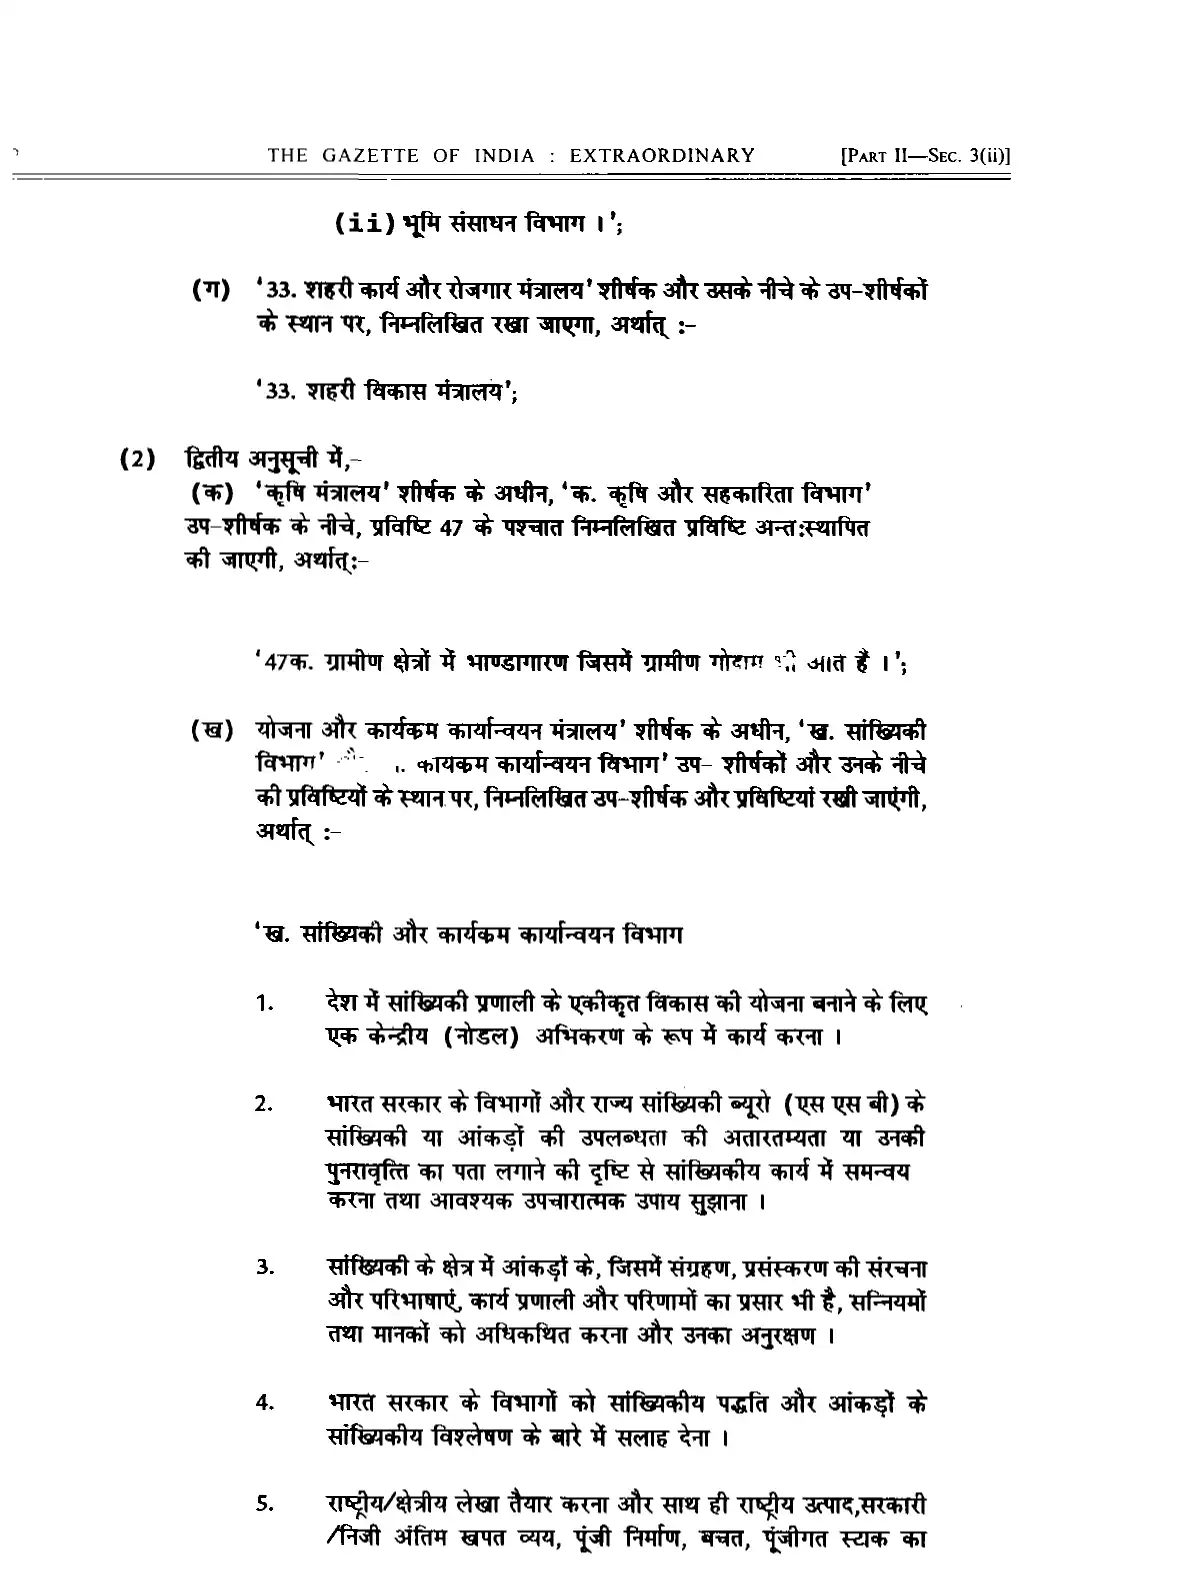 THE GAZETTE OF INDIA : EXTRAORDINARY [PART II—SEC. 3(ii)]
(ii) भूमि संसाधन विभाग ।';
(ग) '33. शहरी कार्य और रोजगार मंत्रालय' शीर्षक और उसके नीचे के उप-शीर्षकों
के स्थान पर, निम्नलिखित रखा जाएगा, अर्थात् :-
'33. शहरी विकास मंत्रालय';
(2) द्वितीय अनुसूची में,-
(क) 'कृषि मंत्रालय' शीर्षक के अधीन, 'क. कृषि और सहकारिता विभाग'
उप-शीर्षक के नीचे, प्रविष्टि 47 के पश्चात निम्नलिखित प्रविष्टि अन्त:स्थापित
की जाएगी, अर्थात्:-
'47क. ग्रामीण क्षेत्रों में भाण्डागारण जिसमें ग्रामीण गोदाम भी आते हैं ।';
(ख) योजना और कार्यक्रम कार्यान्वयन मंत्रालय' शीर्षक के अधीन, 'ख. सांख्यिकी
विभाग' कायकम कार्यान्वयन विभाग' उप- शीर्षकों और उनके नीचे
की प्रविष्टियों के स्थान पर, निम्नलिखित उप-शीर्षक और प्रविष्टियां रखी जाएंगी,
अर्थात् :-
'ख. सांख्यिकी और कार्यक्रम कार्यान्वयन विभाग
1. देश में सांख्यिकी प्रणाली के एकीकृत विकास की योजना बनाने के लिए
एक केन्द्रीय (नोडल) अभिकरण के रूप में कार्य करना ।
2. भारत सरकार के विभागों और राज्य सांख्यिकी ब्यूरो (एस एस बी) के
सांख्यिकी या आंकड़ों की उपलब्धता की अतारतम्यता या उनकी
पुनरावृत्ति का पता लगाने की दृष्टि से सांख्यिकीय कार्य में समन्वय
करना तथा आवश्यक उपचारात्मक उपाय सुझाना ।
3. सांख्यिकी के क्षेत्र में आंकड़ों के, जिसमें संग्रहण, प्रसंस्करण की संरचना
और परिभाषाएं, कार्य प्रणाली और परिणामों का प्रसार भी है, सन्नियमों
तथा मानकों को अधिकथित करना और उनका अनुरक्षण ।
4. भारत सरकार के विभागों को सांख्यिकीय पद्धति और आंकड़ों के
सांख्यिकीय विश्लेषण के बारे में सलाह देना ।
5. राष्ट्रीय/क्षेत्रीय लेखा तैयार करना और साथ ही राष्ट्रीय उत्पाद,सरकारी
/निजी अंतिम खपत व्यय, पूंजी निर्माण, बचत, पूंजीगत स्टाक का